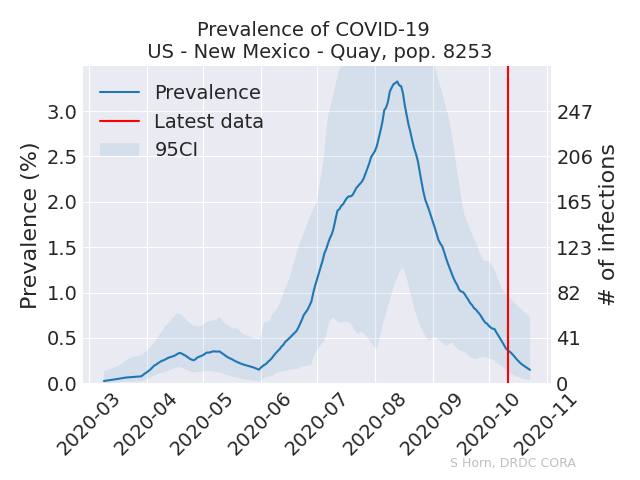 Prevalence of COVID-19
US - New Mexico - Quay, pop. 8253
Prevalence
Latest data
95CI
Prevalence (%)
3.0
2.5
2.0
1.5
1.0
0.5
0.0
247
206
165
123
82
41
0
# of infections
2020-03
2020-04
2020-05
2020-06
2020-07
2020-08
2020-09
2020-10
2020-11
S Horn, DRDC CORA